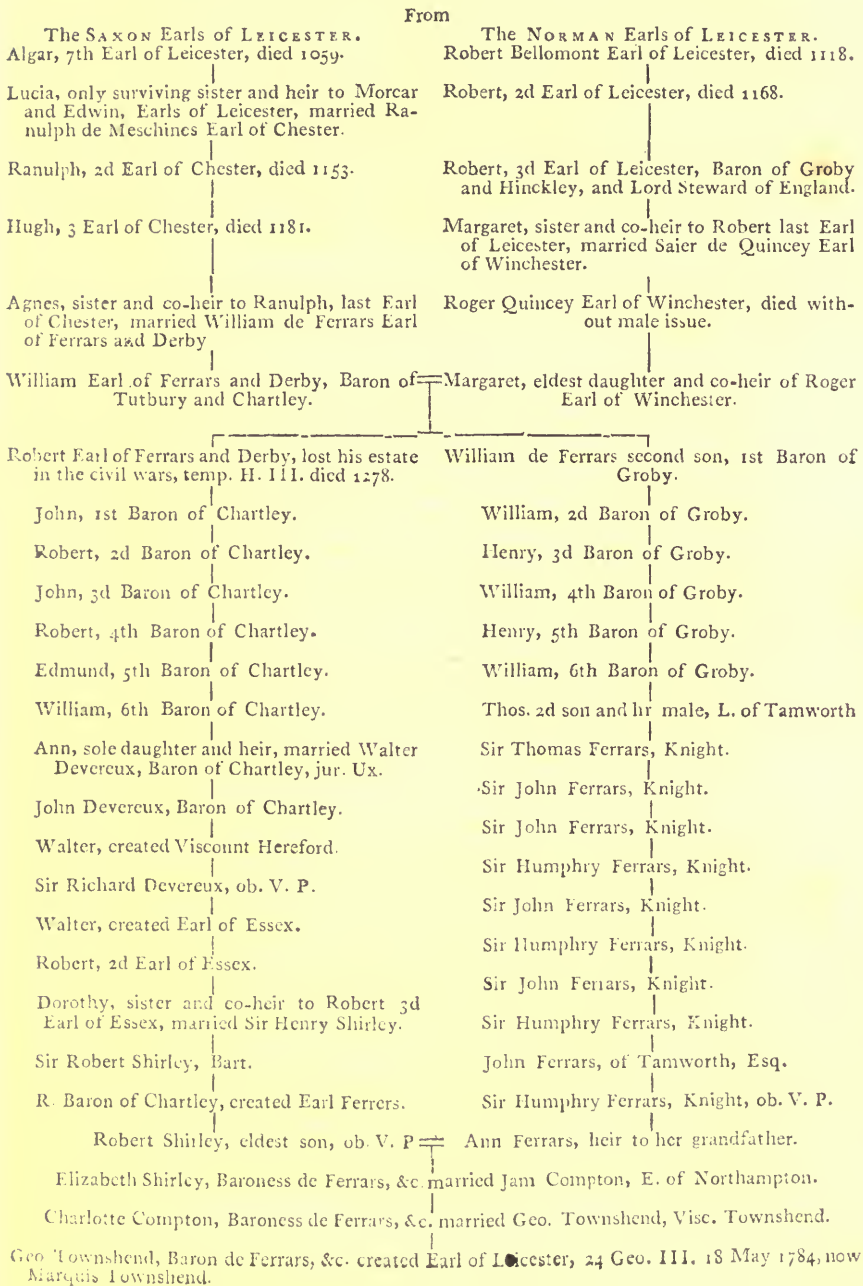 From
The SAXON Earls of LEICESTER.
Algar, 7th Earl of Leicester, died 1059.
Lucia, only surviving sister and heir to Morcar
and Edwin, Earls of Leicester, married Ra-
nulph de Meschines Earl of Chester.
Ranulph, 2d Earl of Chester, died 1153.
Hugh, 3 Earl of Chester, died 1181.
Agnes, sister and co-heir to Ranulph, last Earl
of Chester, married William de Ferrars Earl
of Ferrars and Derby
William Earl of Ferrars and Derby, Baron of
Tutbury and Chartley.
The NORMAN Earls of LEICESTER.
Robert Bellomont Earl of Leicester, died 1118.
Robert, 2d Earl of Leicester, died 1168.
Robert, 3d Earl of Leicester, Baron of Groby
and Hinckley, and Lord Steward of England.
Margaret, sister and co-heir to Robert last Earl
of Leicester, married Saier de Quincey Earl
of Winchester.
Roger Quincey Earl of Winchester, died with-
out male issue.
Margaret, eldest daughter and co-heir of Roger
Earl of Winchester.
Robert Earl of Ferrars and Derby, lost his estate
in the civil wars, temp. H. III. died 1278.
John, 1st Baron of Chartley.
Robert, 2d Baron of Chartley.
John, 3d Baron of Chartley.
Robert, 4th Baron of Chartley.
Edmund, 5th Baron of Chartley.
William, 6th Baron of Chartley.
Ann, sole daughter and heir, married Walter
Devereux, Baron of Chartley, jur. Ux.
John Devereux, Baron of Chartley.
Walter, created Viscount Hereford.
Sir Richard Devereux, ob. V. P.
Walter, created Earl of Essex.
Robert, 2d Earl of Essex.
Dorothy, sister and co-heir to Robert 3d
Earl of Essex, married Sir Henry Shirley.
Sir Robert Shirley, Bart.
R. Baron of Chartley, created Earl Ferrers.
Robert Shirley, eldest son, ob. V. P
William de Ferrars second son, 1st Baron of
Groby.
William, 2d Baron of Groby.
Henry, 3d Baron of Groby.
William, 4th Baron of Groby.
Henry, 5th Baron of Groby.
William, 6th Baron of Groby.
Thos. 2d son and hr male, L. of Tamworth
Sir Thomas Ferrars, Knight.
Sir John Ferrars, Knight.
Sir John Ferrars, Knight.
Sir Humphry Ferrars, Knight.
Sir John Ferrars, Knight.
Sir Humphry Ferrars, Knight.
Sir John Ferrars, Knight.
Sir Humphry Ferrars, Knight.
John Ferrars, of Tamworth, Esq.
Sir Humphry Ferrars, Knight, ob. V. P.
Ann Ferrars, heir to her grandfather.
Elizabeth Shirley, Baroness de Ferrars, &c. married Jam Compton, E. of Northampton.
Charlotte Compton, Baroness de Ferrars, &c. married Geo. Townshend, Visc. Townshend.
Geo Townshend, Baron de Ferrars, &c. created Earl of Leicester, 24 Geo. III. 18 May 1784, now
Marquis Townshend.